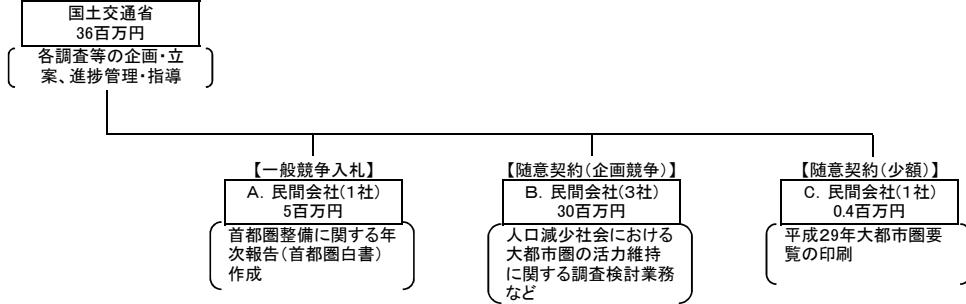 国土交通省
36百万円
各調査等の企画・立
案、進捗管理・指導
【一般競争入札】
A．民間会社(1社)
5百万円
首都圏整備に関する年
次報告(首都圏白書)
作成
【随意契約(企画競争)】
B．民間会社(3社)
30百万円
人口減少社会における
大都市圏の活力維持
に関する調査検討業務
など
【随意契約(少額)】
C．民間会社(1社)
0.4百万円
平成29年大都市圏要
覧の印刷